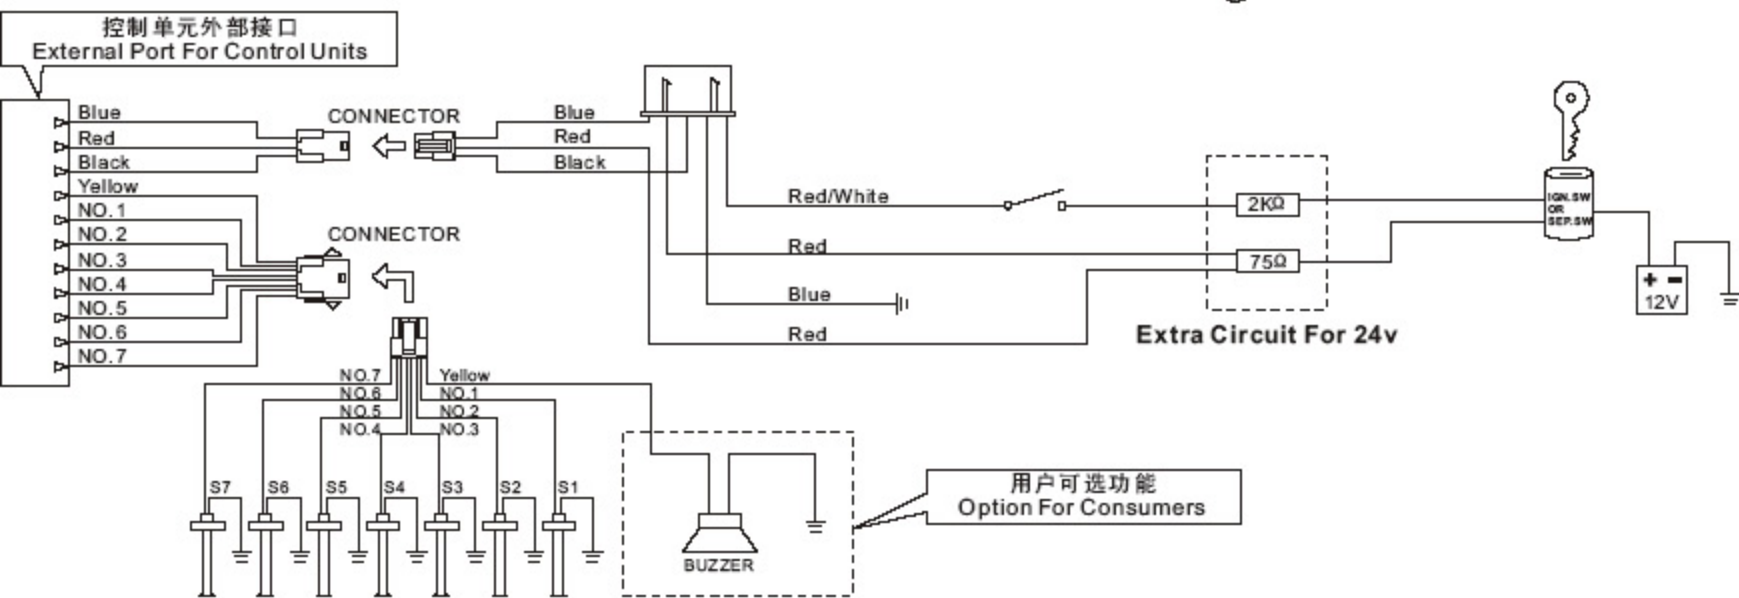 控制单元外部接口
External Port For Control Units
Blue
Red
Black
Yellow
NO.1
NO.2
NO.3
NO.4
NO.5
NO.6
NO.7
CONNECTOR
CONNECTOR
Blue
Red
Black
Red/White
Red
Blue
Red
2KΩ
75Ω
Extra Circuit For 24v
IGN.SW
OR
SEP.SW
+ -
12V
NO.7
NO.6
NO.5
NO.4
Yellow
NO.1
NO.2
NO.3
S7
S6
S5
S4
S3
S2
S1
BUZZER
用户可选功能
Option For Consumers